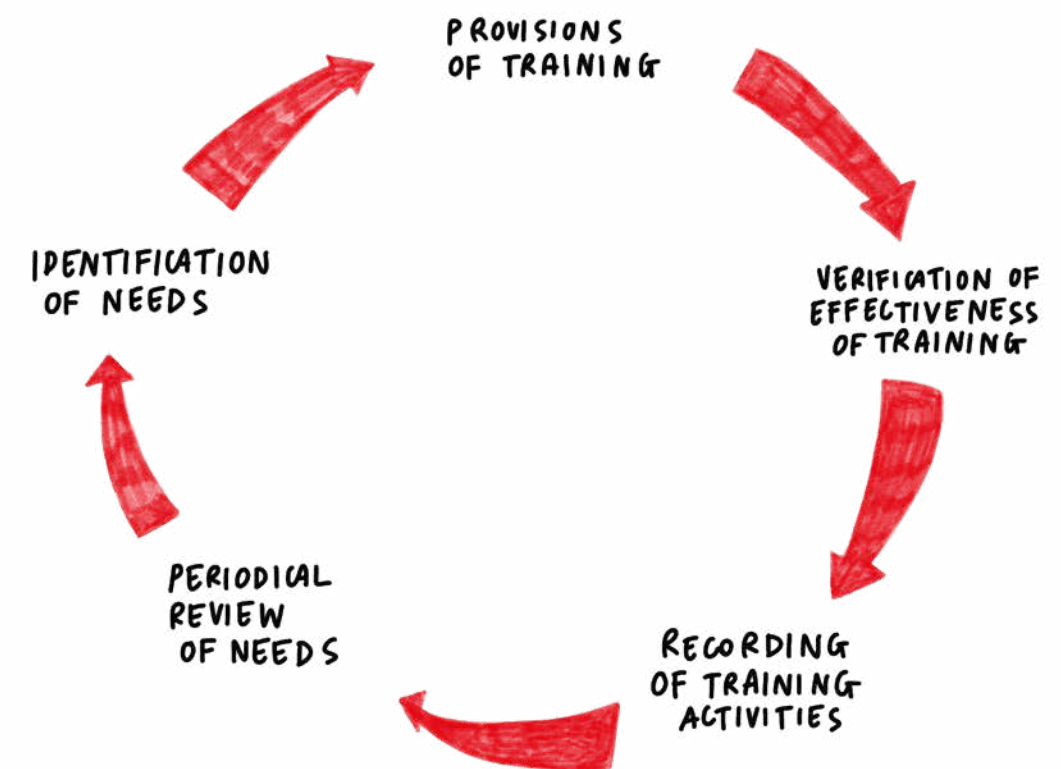 PROVISIONS
OF TRAINING
IDENTIFICATION
OF NEEDS
VERIFICATION OF
EFFECTIVENESS
OF TRAINING
PERIODICAL
REVIEW
OF NEEDS
RECORDING
OF TRAINING
ACTIVITIES